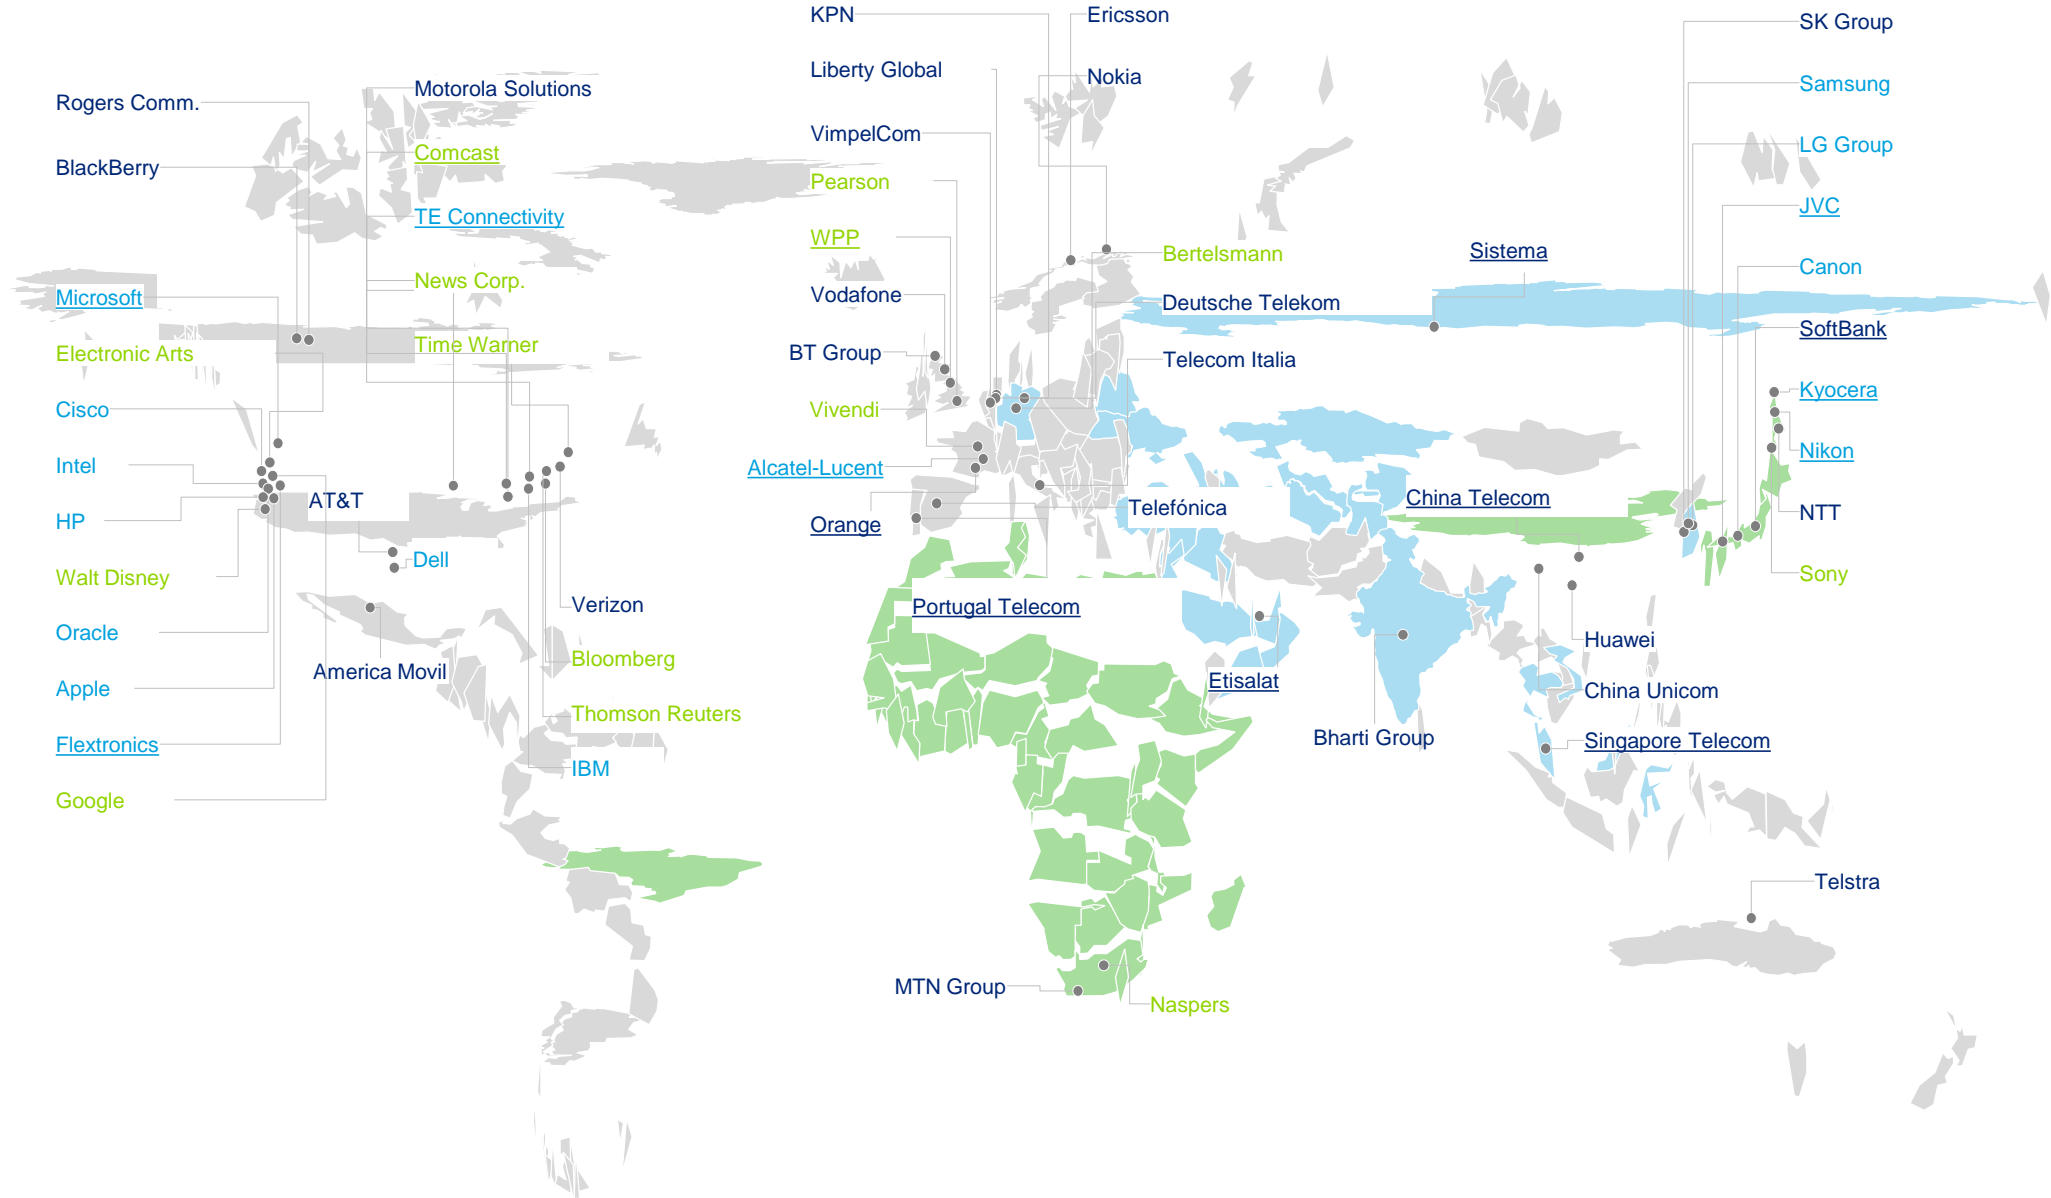 Rogers Comm.
BlackBerry
Microsoft
Electronic Arts
Cisco
Intel
HP
Walt Disney
Oracle
Apple
Flextronics
Google
Motorola Solutions
Comcast
TE Connectivity
News Corp.
Time Warner
AT&T
Dell
America Movil
Verizon
Bloomberg
Thomson Reuters
IBM
KPN
Liberty Global
VimpelCom
Pearson
WPP
Vodafone
BT Group
Vivendi
Alcatel-Lucent
Orange
Portugal Telecom
MTN Group
Ericsson
Nokia
Bertelsmann
Deutsche Telekom
Telecom Italia
Telefónica
Etisalat
Naspers
Sistema
China Telecom
Bharti Group
Huawei
China Unicom
Singapore Telecom
SK Group
Samsung
LG Group
JVC
Canon
SoftBank
Kyocera
Nikon
NTT
Sony
Telstra